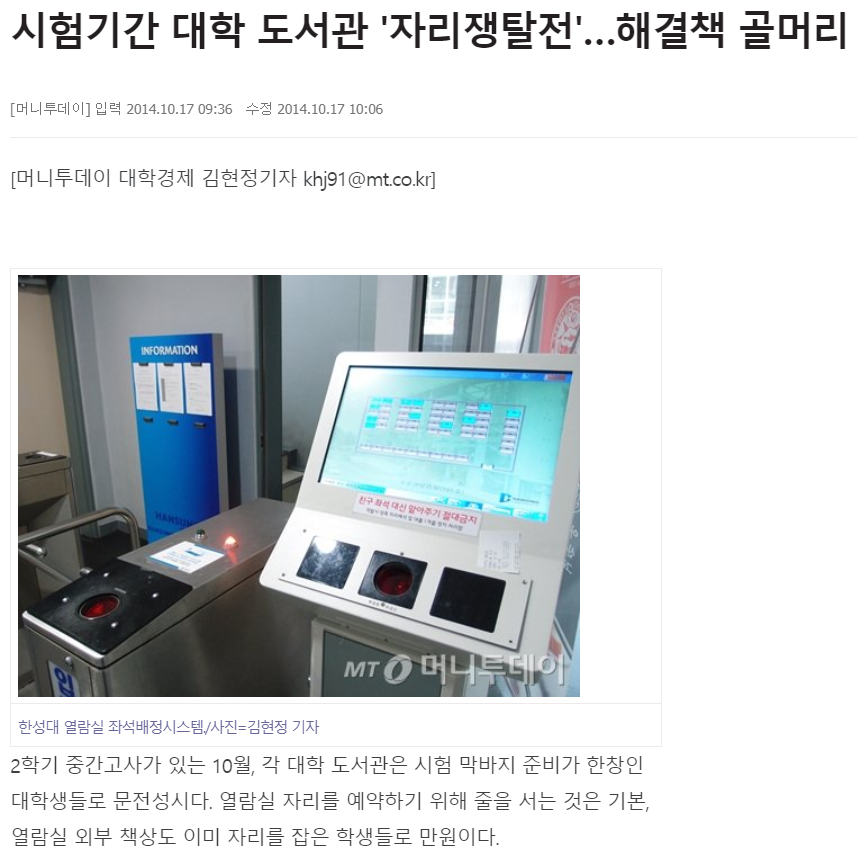 시험기간 대학 도서관 '자리쟁탈전'…해결책 골머리
[머니투데이] 입력 2014.10.17 09:36 수정 2014.10.17 10:06
[머니투데이 대학경제 김현정기자 khj91@mt.co.kr]
INFORMATION
HANSUN
친구 좌석 대신 맡아주기 절대금지
입
MT 머니투데이
한성대 열람실 좌석배정시스템./사진=김현정 기자
2학기 중간고사가 있는 10월, 각 대학 도서관은 시험 막바지 준비가 한창인
대학생들로 문전성시다. 열람실 자리를 예약하기 위해 줄을 서는 것은 기본,
열람실 외부 책상도 이미 자리를 잡은 학생들로 만원이다.